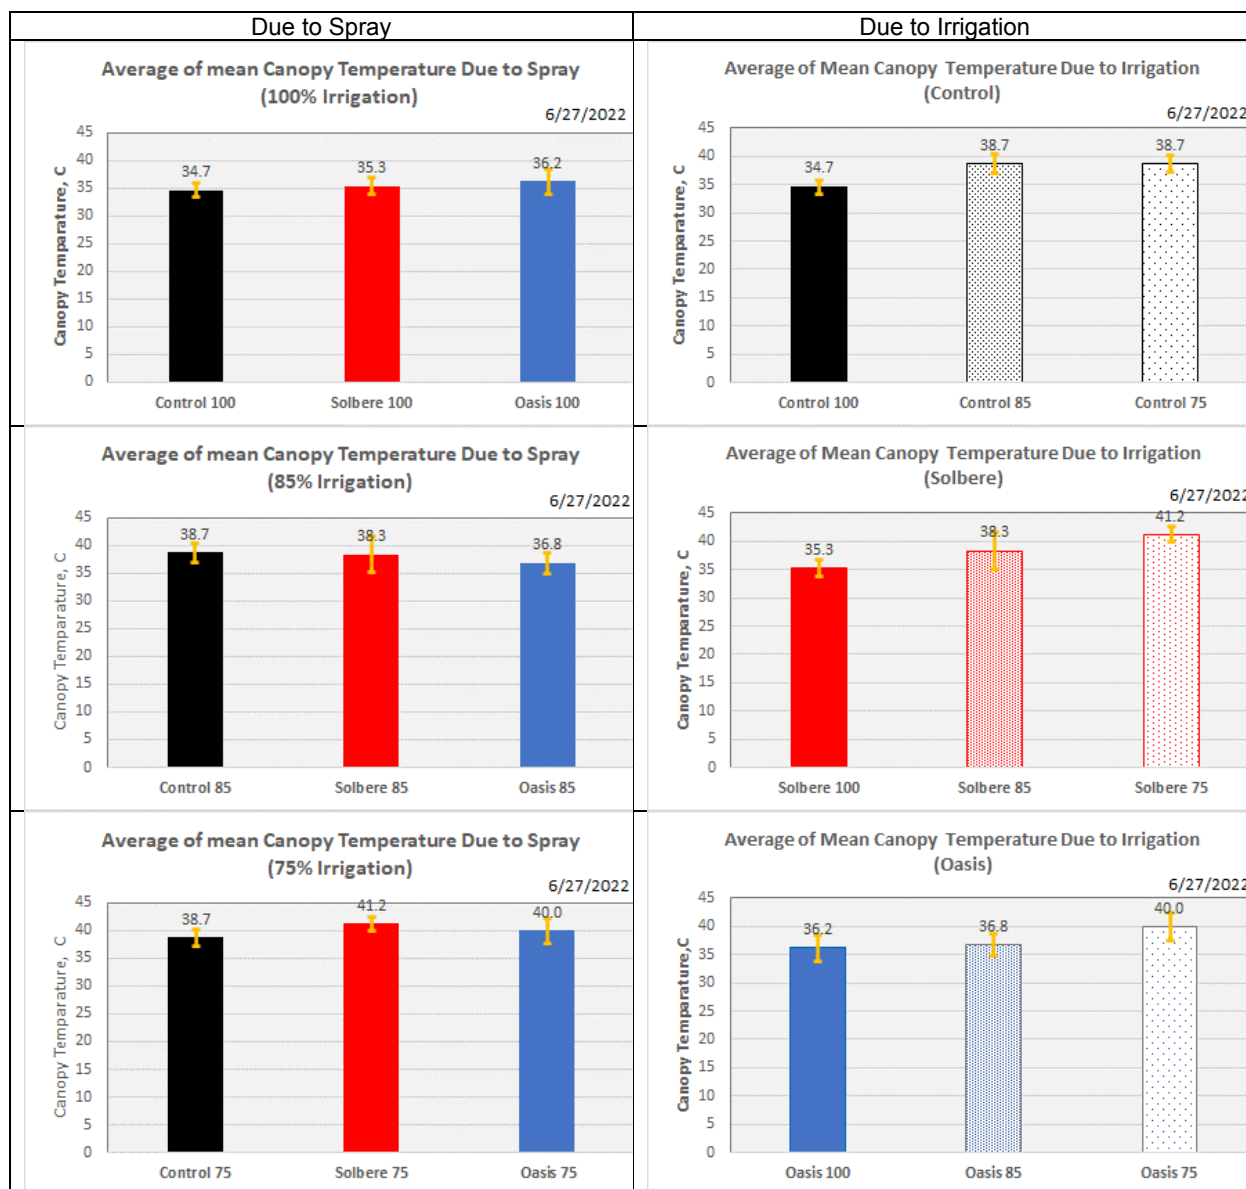 Due to Spray
Due to Irrigation
Average of mean Canopy Temperature Due to Spray
(100% Irrigation)
6/27/2022
Canopy Temparature, C
45
40
35
30
25
20
15
10
5
0
34.7
35.3
36.2
Control 100
Solbere 100
Oasis 100
Average of Mean Canopy Temperature Due to Irrigation
(Control)
6/27/2022
Canopy Temparature, C
45
40
35
30
25
20
15
10
5
0
34.7
38.7
38.7
Control 100
Control 85
Control 75
Average of mean Canopy Temperature Due to Spray
(85% Irrigation)
6/27/2022
Canopy Temparature, C
45
40
35
30
25
20
15
10
5
0
38.7
38.3
36.8
Control 85
Solbere 85
Oasis 85
Average of Mean Canopy Temperature Due to Irrigation
(Solbere)
6/27/2022
Canopy Temparature, C
45
40
35
30
25
20
15
10
5
0
35.3
38.3
41.2
Solbere 100
Solbere 85
Solbere 75
Average of mean Canopy Temperature Due to Spray
(75% Irrigation)
6/27/2022
Canopy Temparature, C
45
40
35
30
25
20
15
10
5
0
38.7
41.2
40.0
Control 75
Solbere 75
Oasis 75
Average of Mean Canopy Temperature Due to Irrigation
(Oasis)
6/27/2022
Canopy Temparature,C
45
40
35
30
25
20
15
10
5
0
36.2
36.8
40.0
Oasis 100
Oasis 85
Oasis 75